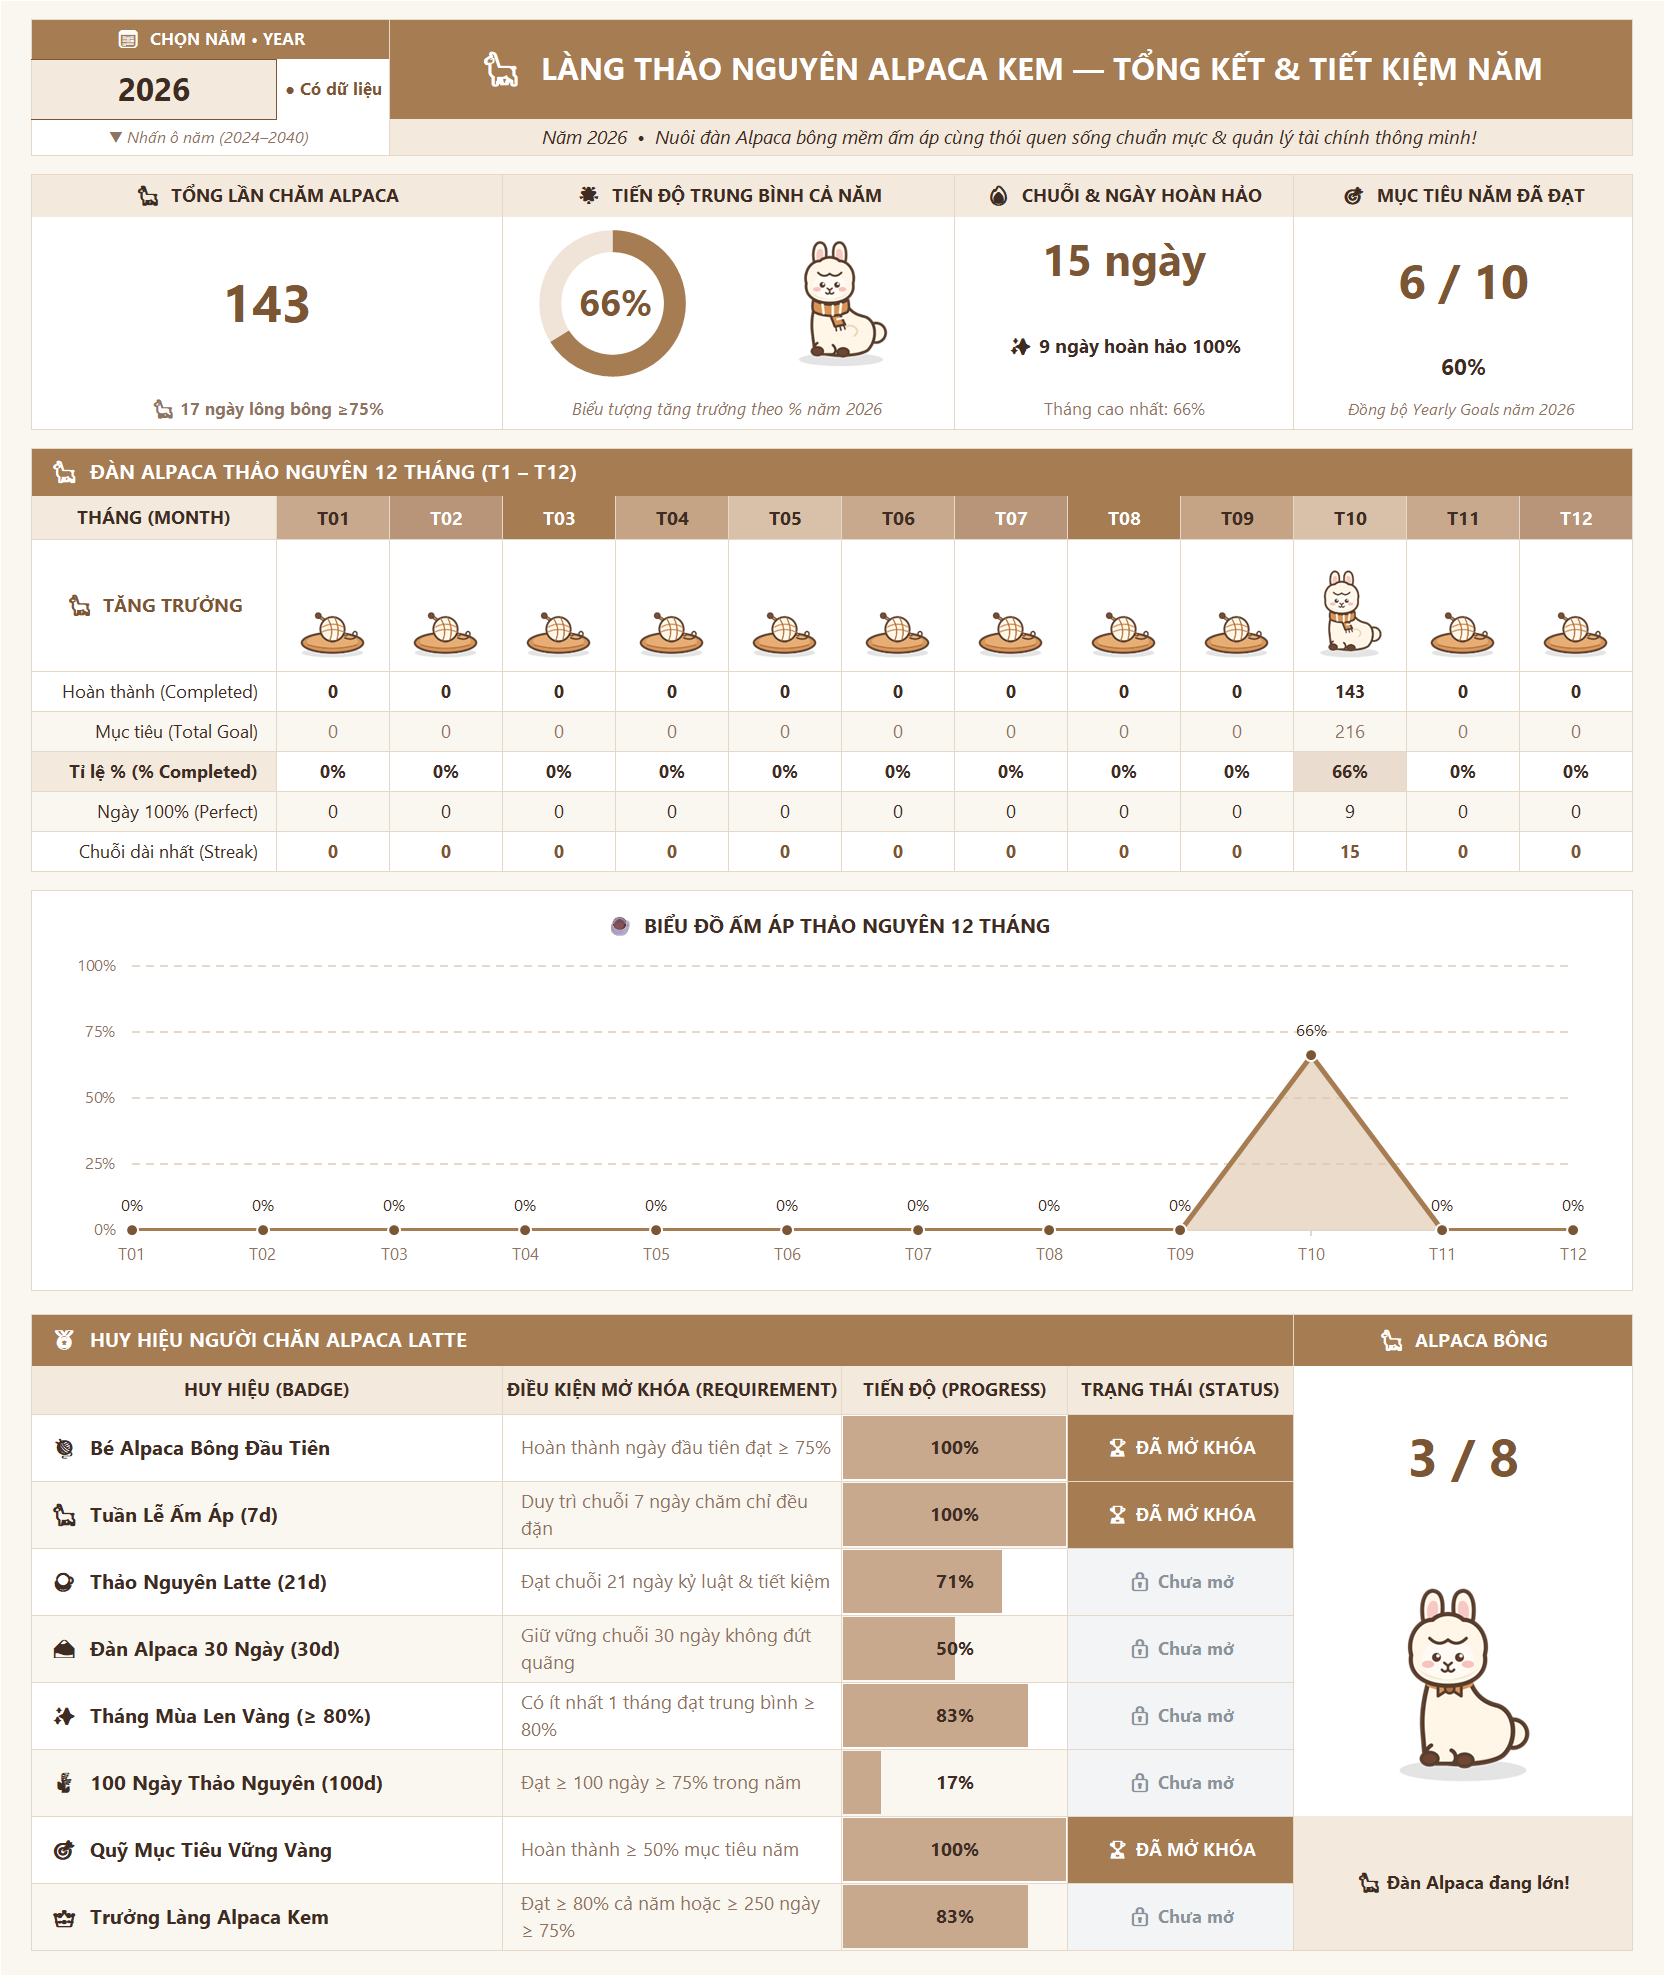 CHỌN NĂM • YEAR
2026
● Có dữ liệu
▼ Nhấn ô năm (2024–2040)
LÀNG THẢO NGUYÊN ALPACA KEM — TỔNG KẾT & TIẾT KIỆM NĂM
Năm 2026 • Nuôi đàn Alpaca bông mềm ấm áp cùng thói quen sống chuẩn mực & quản lý tài chính thông minh!
TỔNG LẦN CHĂM ALPACA
143
17 ngày lông bông ≥75%
TIẾN ĐỘ TRUNG BÌNH CẢ NĂM
66%
Biểu tượng tăng trưởng theo % năm 2026
CHUỖI & NGÀY HOÀN HẢO
15 ngày
9 ngày hoàn hảo 100%
Tháng cao nhất: 66%
MỤC TIÊU NĂM ĐÃ ĐẠT
6 / 10
60%
Đồng bộ Yearly Goals năm 2026
ĐÀN ALPACA THẢO NGUYÊN 12 THÁNG (T1 – T12)
THÁNG (MONTH) T01 T02 T03 T04 T05 T06 T07 T08 T09 T10 T11 T12
TĂNG TRƯỞNG
Hoàn thành (Completed) 0 0 0 0 0 0 0 0 0 143 0 0
Mục tiêu (Total Goal) 0 0 0 0 0 0 0 0 0 216 0 0
Tỉ lệ % (% Completed) 0% 0% 0% 0% 0% 0% 0% 0% 0% 66% 0% 0%
Ngày 100% (Perfect) 0 0 0 0 0 0 0 0 0 9 0 0
Chuỗi dài nhất (Streak) 0 0 0 0 0 0 0 0 0 15 0 0
BIỂU ĐỒ ẤM ÁP THẢO NGUYÊN 12 THÁNG
100%
75%
66%
50%
25%
0% 0% 0% 0% 0% 0% 0% 0% 0% 0% 0%
0%
T01 T02 T03 T04 T05 T06 T07 T08 T09 T10 T11 T12
HUY HIỆU NGƯỜI CHĂN ALPACA LATTE
ALPACA BÔNG
HUY HIỆU (BADGE) ĐIỀU KIỆN MỞ KHÓA (REQUIREMENT) TIẾN ĐỘ (PROGRESS) TRẠNG THÁI (STATUS)
Bé Alpaca Bông Đầu Tiên Hoàn thành ngày đầu tiên đạt ≥ 75% 100% ĐÃ MỞ KHÓA
3 / 8
Tuần Lễ Ấm Áp (7d) Duy trì chuỗi 7 ngày chăm chỉ đều
đặn 100% ĐÃ MỞ KHÓA
Thảo Nguyên Latte (21d) Đạt chuỗi 21 ngày kỷ luật & tiết kiệm 71% Chưa mở
Đàn Alpaca 30 Ngày (30d) Giữ vững chuỗi 30 ngày không đứt
quãng 50% Chưa mở
Tháng Mùa Len Vàng (≥ 80%) Có ít nhất 1 tháng đạt trung bình ≥
80% 83% Chưa mở
100 Ngày Thảo Nguyên (100d) Đạt ≥ 100 ngày ≥ 75% trong năm 17% Chưa mở
Quỹ Mục Tiêu Vững Vàng Hoàn thành ≥ 50% mục tiêu năm 100% ĐÃ MỞ KHÓA
Đàn Alpaca đang lớn!
Trưởng Làng Alpaca Kem Đạt ≥ 80% cả năm hoặc ≥ 250 ngày
≥ 75% 83% Chưa mở